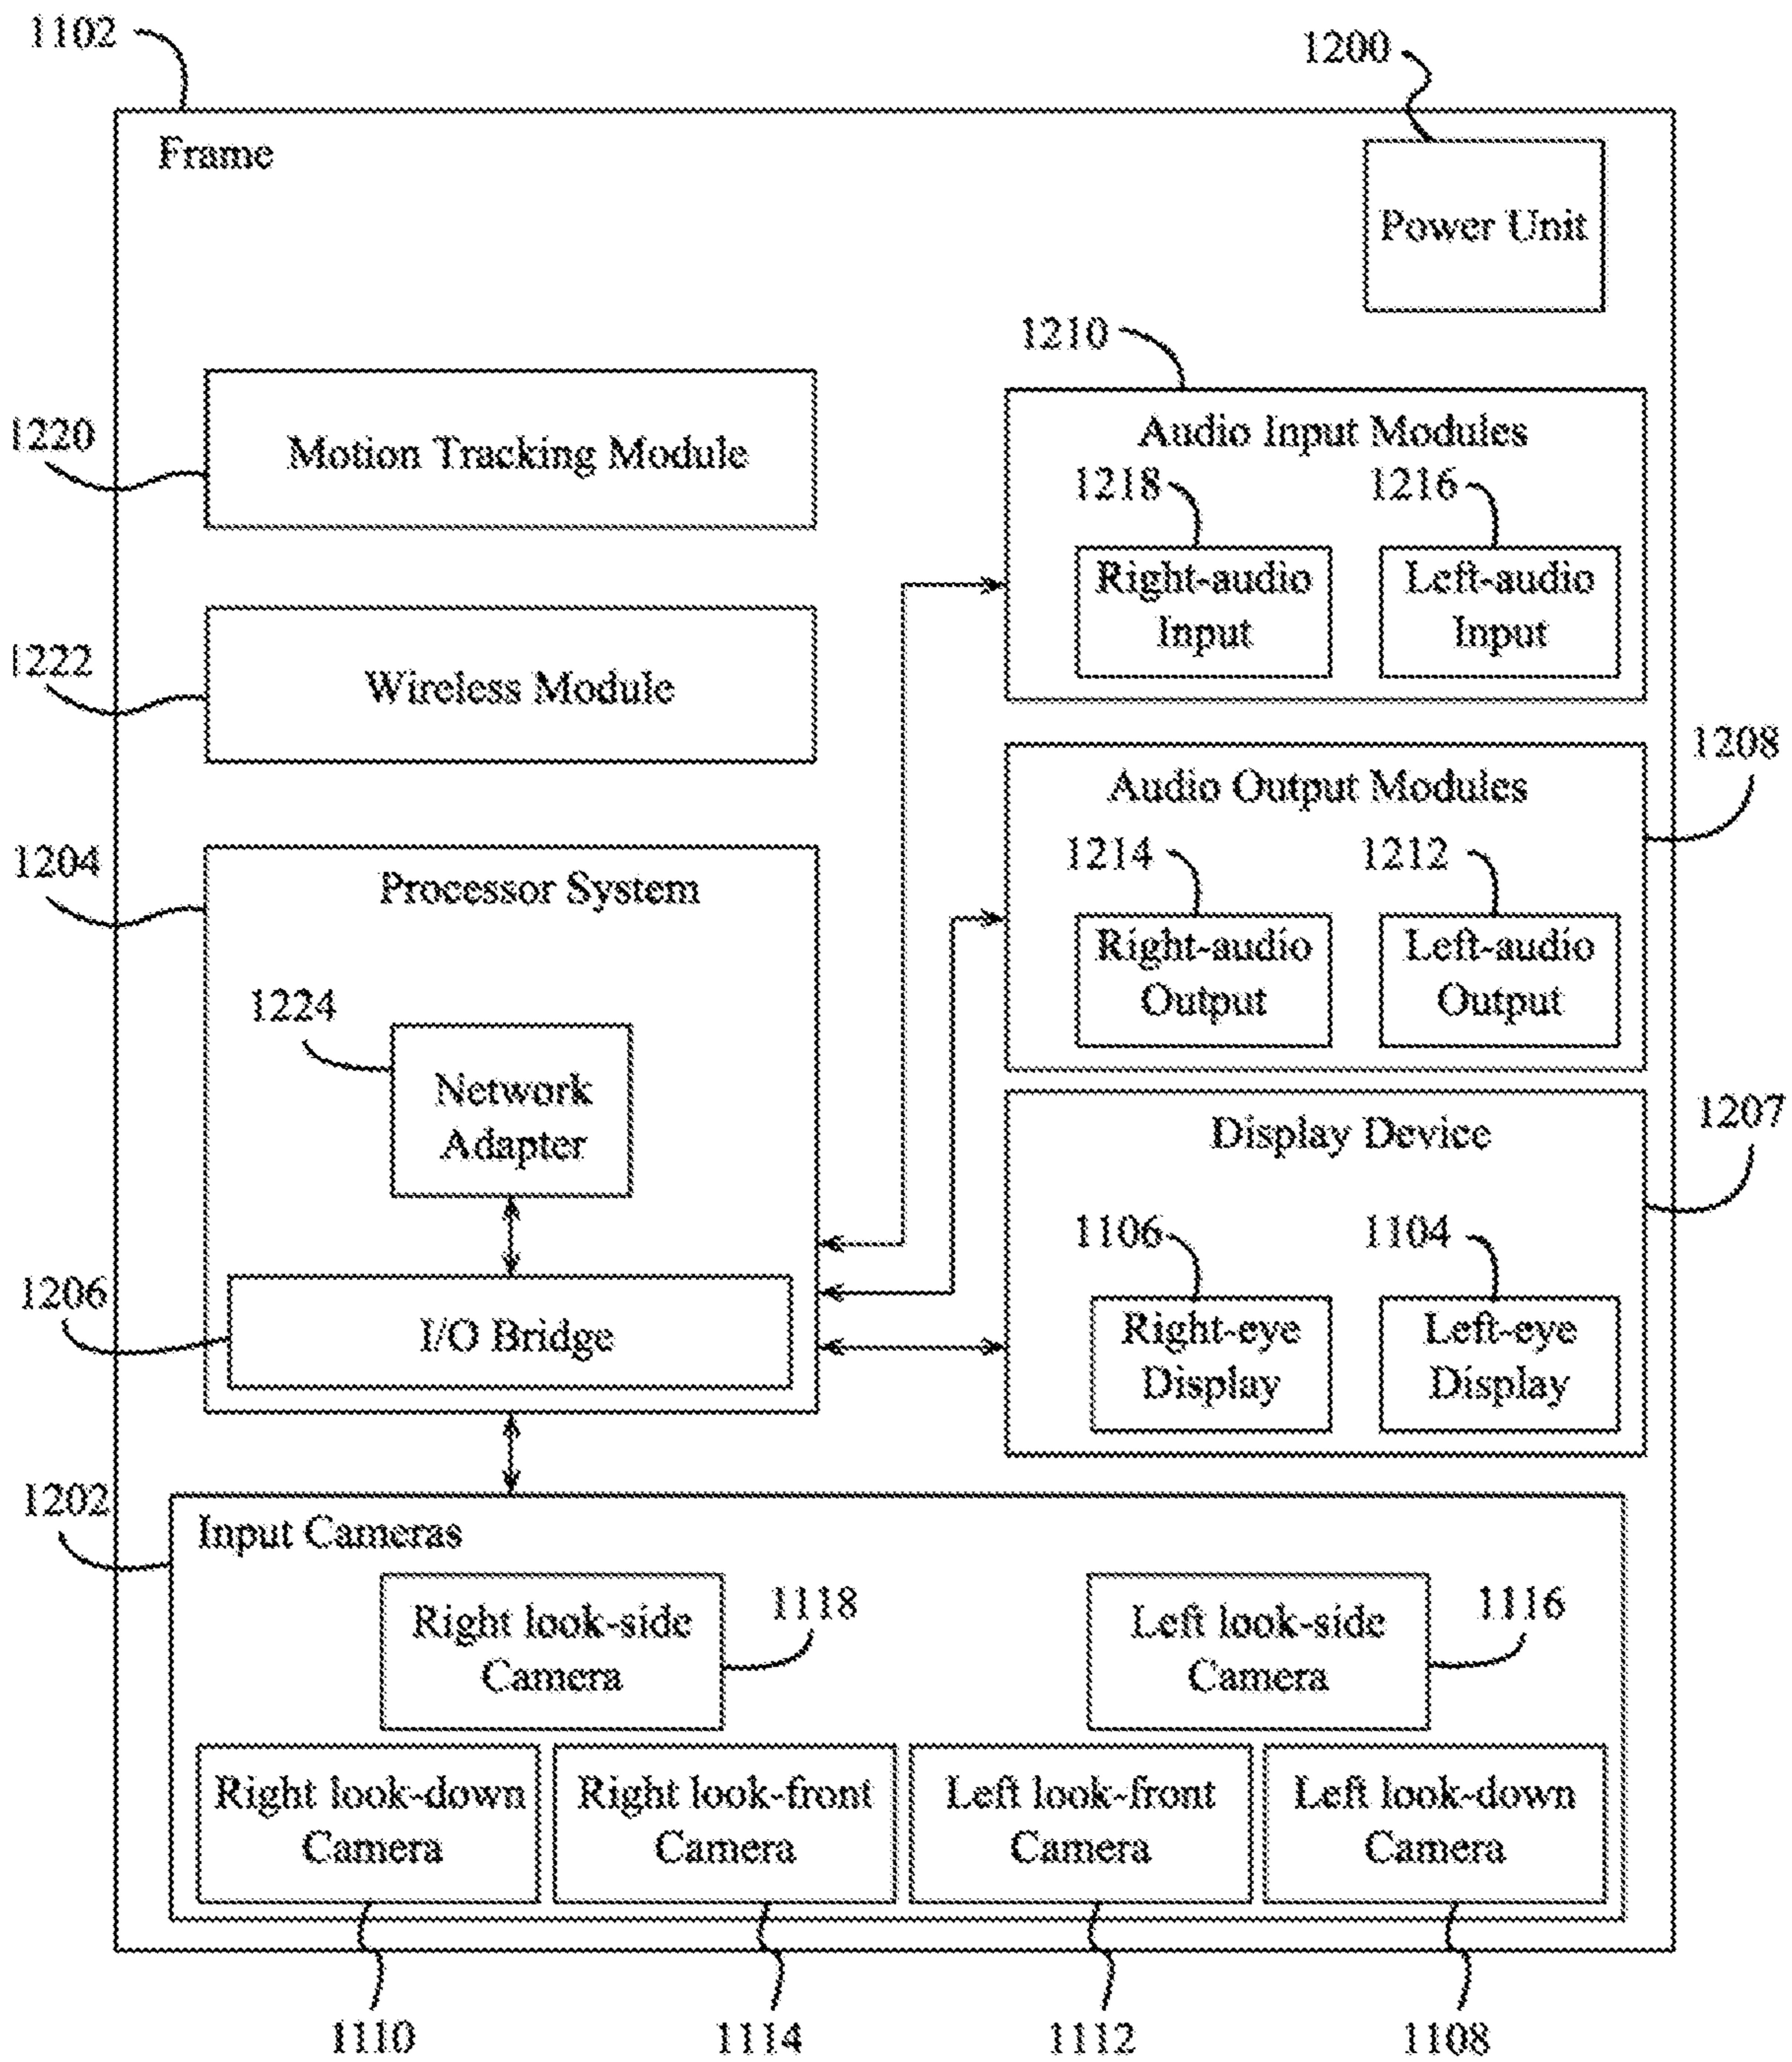 1102
1200
Frame
Power Unit
1210
1220
Motion Tracking Module
Audio Input Modules
1218
1216
Right-audio
Input
Left-audio
Input
1222
Wireless Module
1208
Audio Output Modules
1214
1212
Right-audio
Output
Left-audio
Output
1204
Processor System
1224
Network
Adapter
1207
Display Device
1106
1104
Right-eye
Display
Left-eye
Display
1206
I/O Bridge
1202
Input Cameras
Right look-side
Camera
1118
Left look-side
Camera
1116
Right look-down
Camera
Right look-front
Camera
Left look-front
Camera
Left look-down
Camera
1110
1114
1112
1108